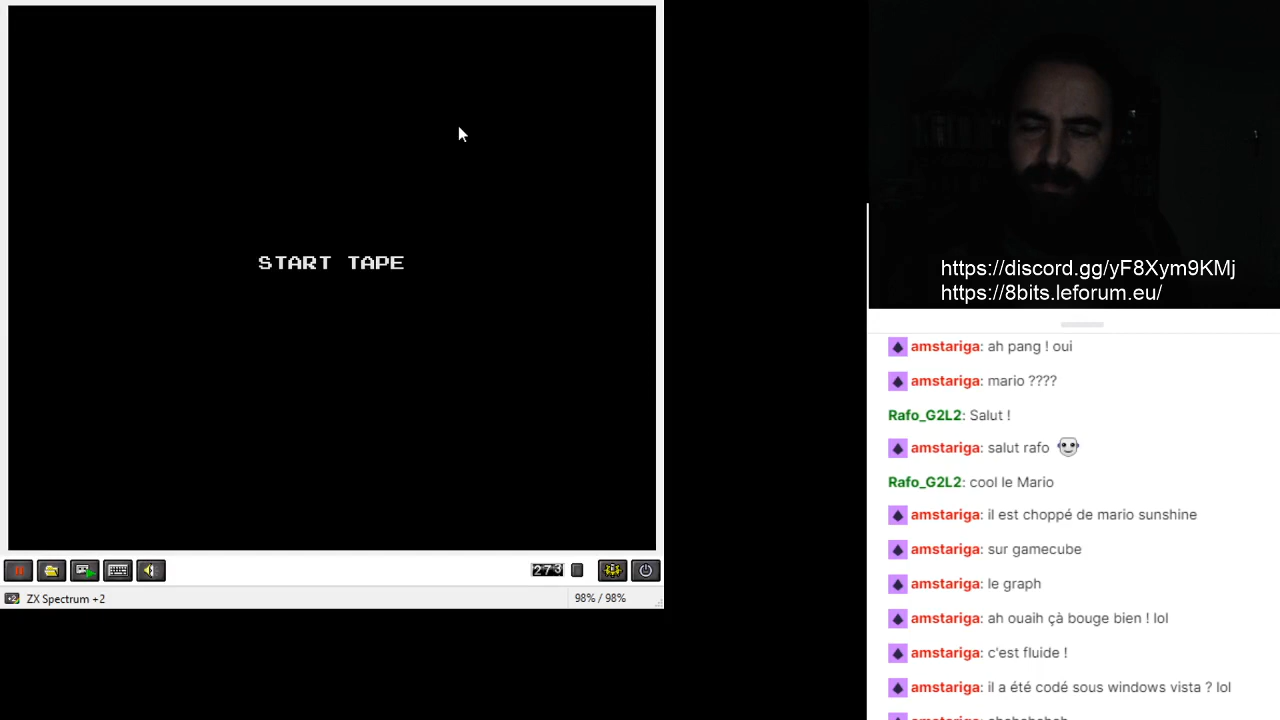 START TAPE
273
ZX Spectrum +2
98% / 98%
https://discord.gg/yF8Xym9KMj
https://8bits.leforum.eu/
amstariga: ah pang ! oui
amstariga: mario ????
Rafo_G2L2: Salut !
amstariga: salut rafo
Rafo_G2L2: cool le Mario
amstariga: il est choppé de mario sunshine
amstariga: sur gamecube
amstariga: le graph
amstariga: ah ouaih çà bouge bien ! lol
amstariga: c'est fluide !
amstariga: il a été codé sous windows vista ? lol